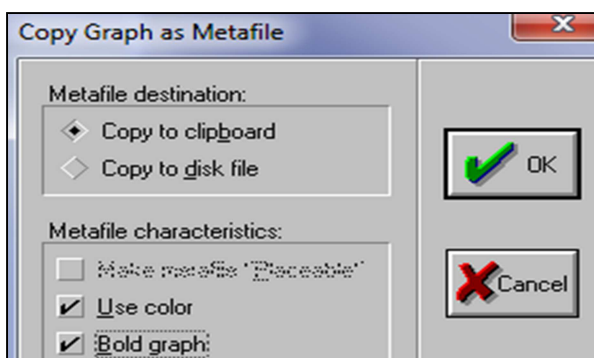 Copy Graph as Metafile
Metafile destination:
Copy to clipboard
Copy to disk file
OK
Metafile characteristics:
Make metafile "Placeable"
Use color
Bold graph
Cancel